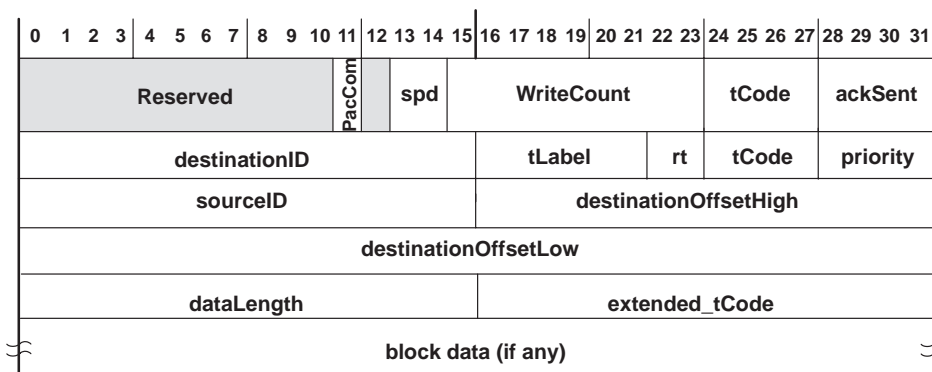 0 1 2 3 4 5 6 7 8 9 10 11 12 13 14 15 16 17 18 19 20 21 22 23 24 25 26 27 28 29 30 31
Reserved PacCom spd WriteCount tCode ackSent
destinationID tLabel rt tCode priority
sourceID destinationOffsetHigh
destinationOffsetLow
dataLength extended_tCode
block data (if any)